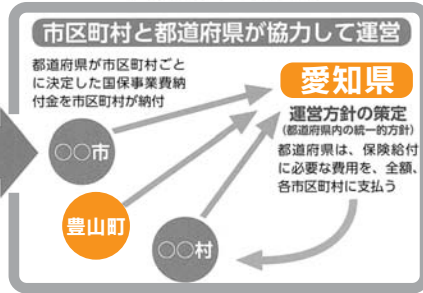 市区町村と都道府県が協力して運営
都道府県が市区町村ごと
に決定した国保事業費納
付金を市区町村が納付
愛知県
運営方針の策定
(都道府県内の統一的方針)
都道府県は、保険給付
に必要な費用を、全額、
各市区町村に支払う
○○市
豊山町
○○村